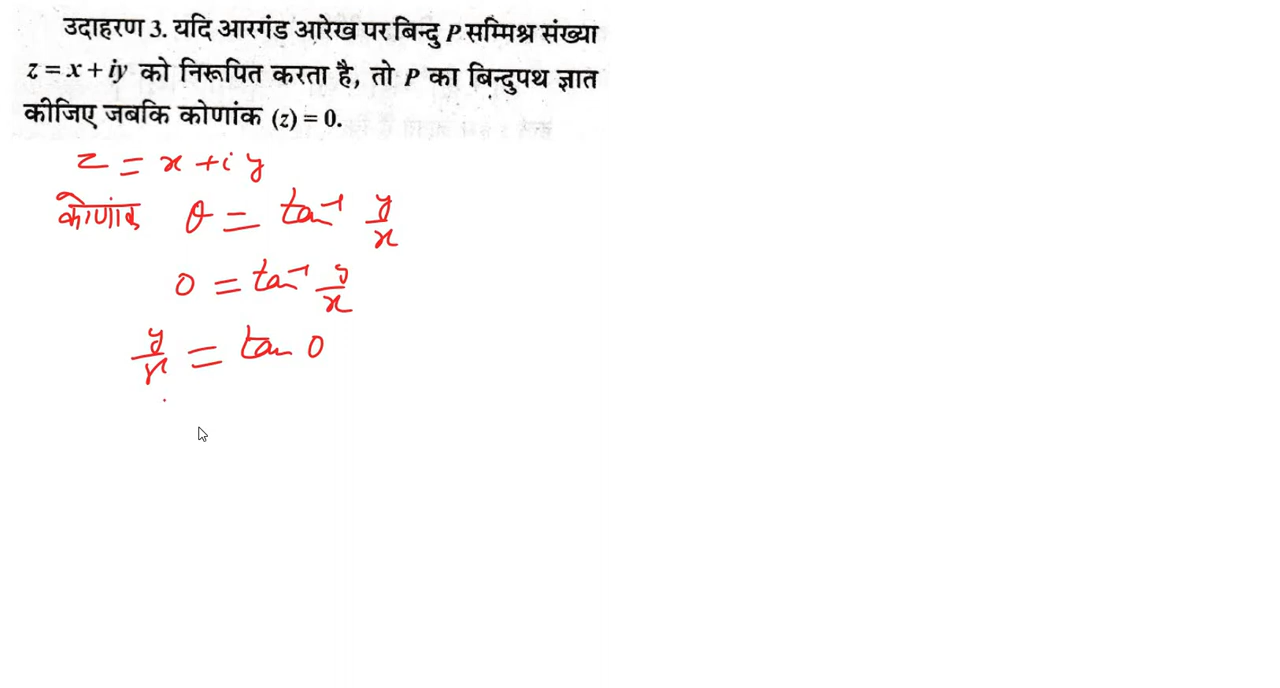 उदाहरण 3. यदि आरगंड आरेख पर बिन्दु P सम्मिश्र संख्या
z = x + iy को निरूपित करता है, तो P का बिन्दुपथ ज्ञात
कीजिए जबकि कोणांक (z) = 0.
z = x + i y
कोणांक θ = tan⁻¹ y/x
0 = tan⁻¹ y/x
y/x = tan 0